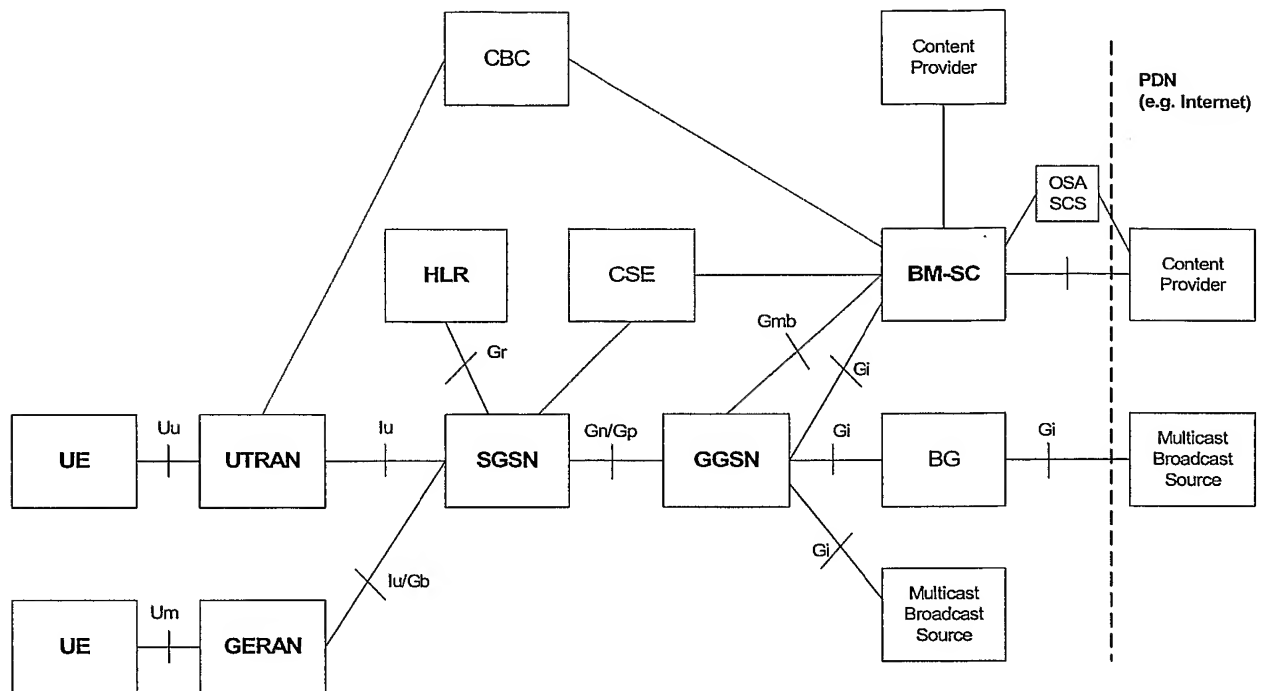 CBC
Content
Provider
PDN
(e.g. Internet)
OSA
SCS
HLR
CSE
BM-SC
Content
Provider
Gmb
Gr
Gi
Uu
Iu
Gn/Gp
Gi
Gi
UE
UTRAN
SGSN
GGSN
BG
Multicast
Broadcast
Source
Gi
Iu/Gb
Um
UE
GERAN
Multicast
Broadcast
Source